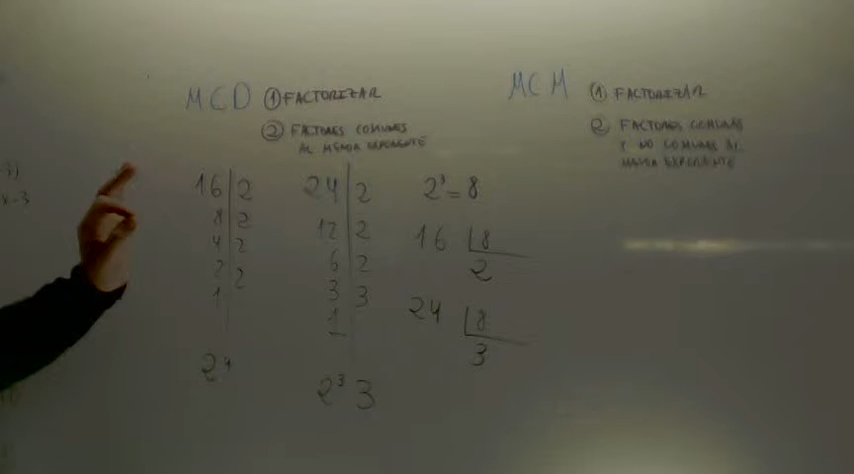 MCD ① FACTORIZAR
② FACTORES COMUNES
AL MENOR EXPONENTE
16 | 2
8 | 2
4 | 2
2 | 2
1
2⁴
24 | 2
12 | 2
6 | 2
3 | 3
1
2³ 3
2³ = 8
16 |8
2
24 |8
3
MCM ① FACTORIZAR
② FACTORES COMUNES
Y NO COMUNES AL
MAYOR EXPONENTE